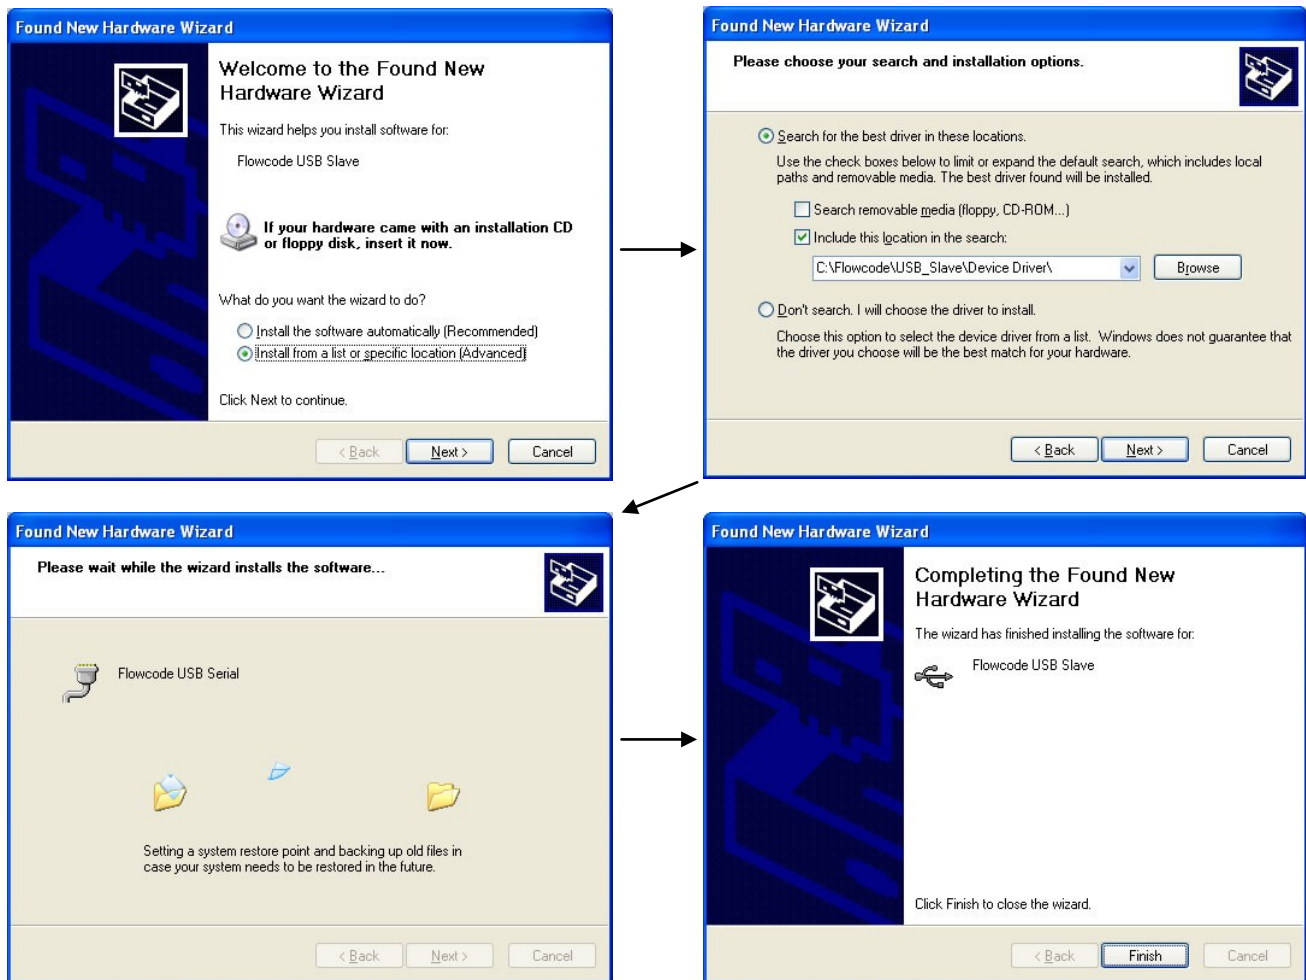 Found New Hardware Wizard
Welcome to the Found New
Hardware Wizard
This wizard helps you install software for:
Flowcode USB Slave
If your hardware came with an installation CD
or floppy disk, insert it now.
What do you want the wizard to do?
Install the software automatically (Recommended)
Install from a list or specific location (Advanced)
Click Next to continue.
< Back
Next >
Cancel
Found New Hardware Wizard
Please choose your search and installation options.
Search for the best driver in these locations.
Use the check boxes below to limit or expand the default search, which includes local
paths and removable media. The best driver found will be installed.
Search removable media (floppy, CD-ROM...)
Include this location in the search:
C:\Flowcode\USB_Slave\Device Driver\
Browse
Don't search. I will choose the driver to install.
Choose this option to select the device driver from a list. Windows does not guarantee that
the driver you choose will be the best match for your hardware.
< Back
Next >
Cancel
Found New Hardware Wizard
Please wait while the wizard installs the software...
Flowcode USB Serial
Setting a system restore point and backing up old files in
case your system needs to be restored in the future.
< Back
Next >
Cancel
Found New Hardware Wizard
Completing the Found New
Hardware Wizard
The wizard has finished installing the software for:
Flowcode USB Slave
Click Finish to close the wizard.
< Back
Finish
Cancel